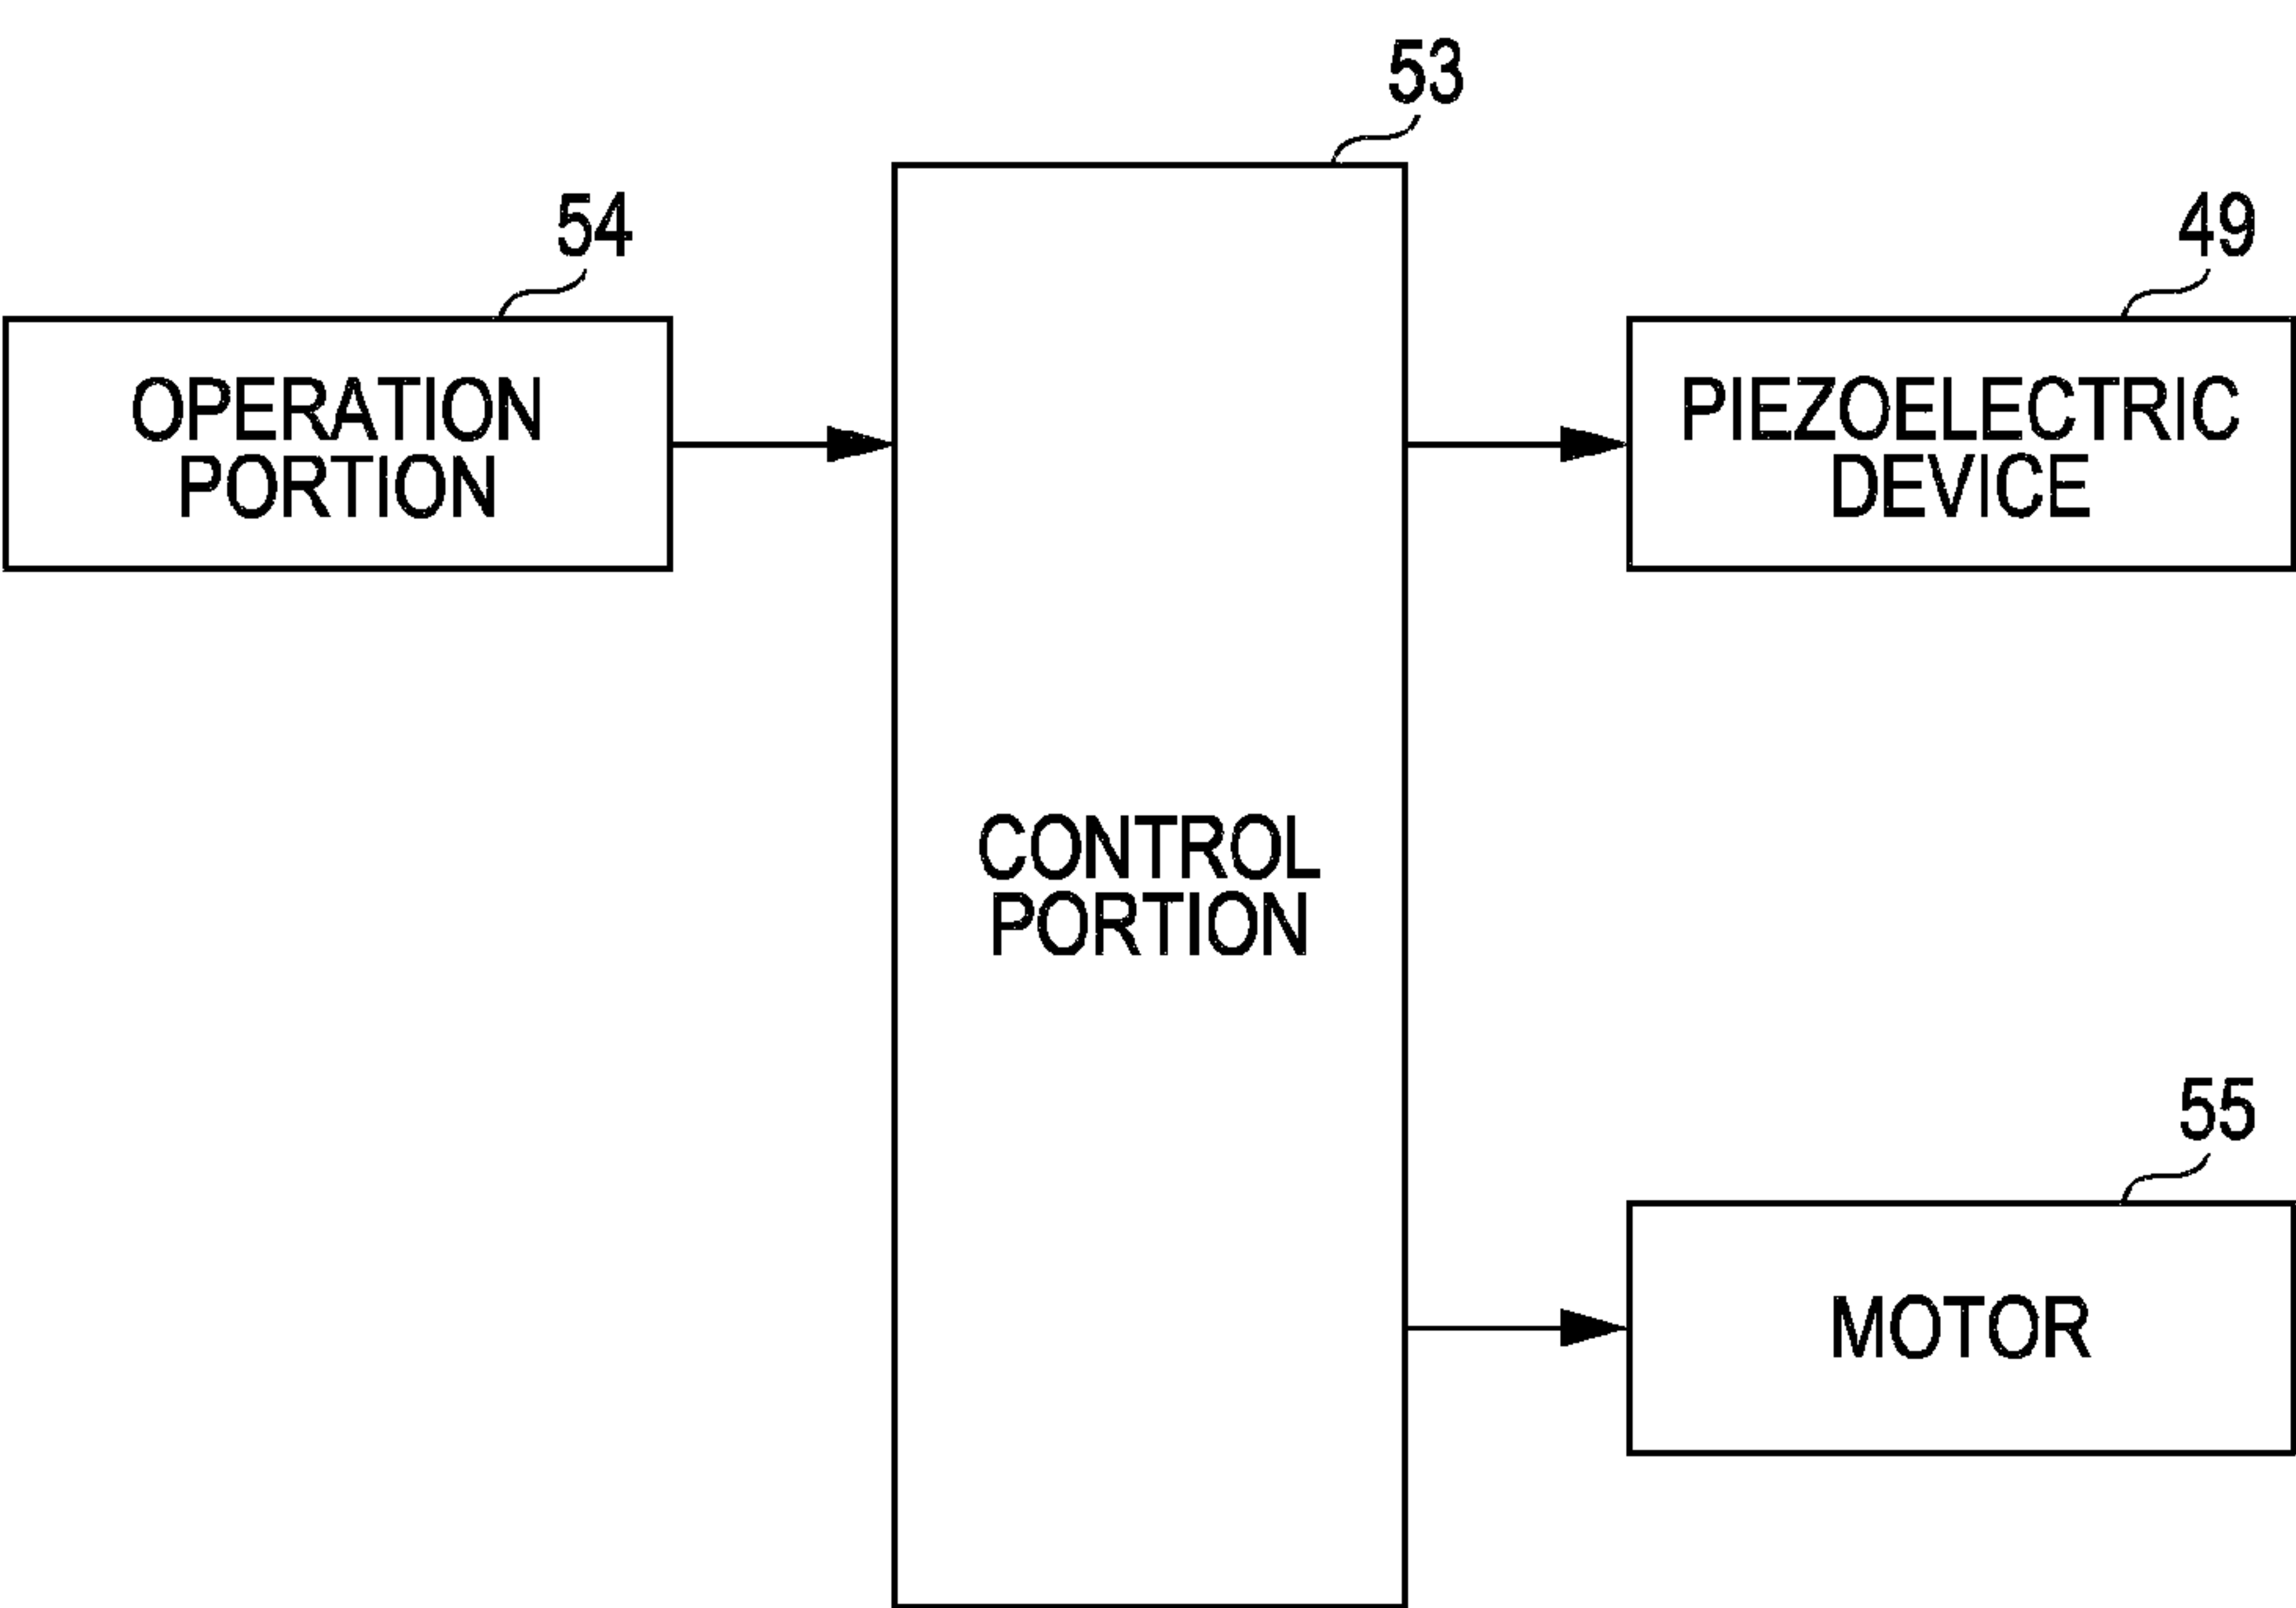 53
54
49
OPERATION
PORTION
PIEZOELECTRIC
DEVICE
CONTROL
PORTION
55
MOTOR